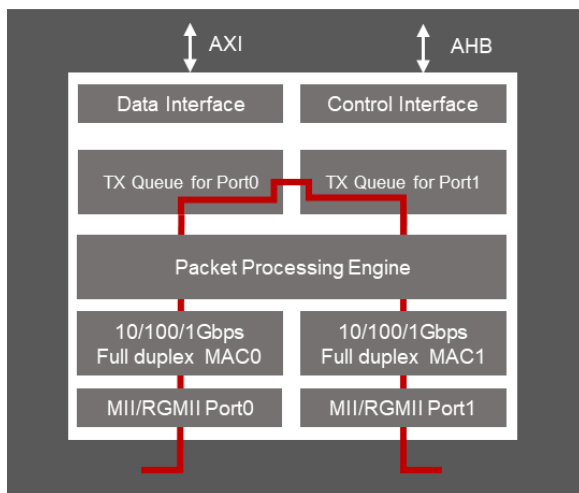 AXI
AHB
Data Interface
Control Interface
TX Queue for Port0
TX Queue for Port1
Packet Processing Engine
10/100/1Gbps
Full duplex MAC0
10/100/1Gbps
Full duplex MAC1
MII/RGMII Port0
MII/RGMII Port1